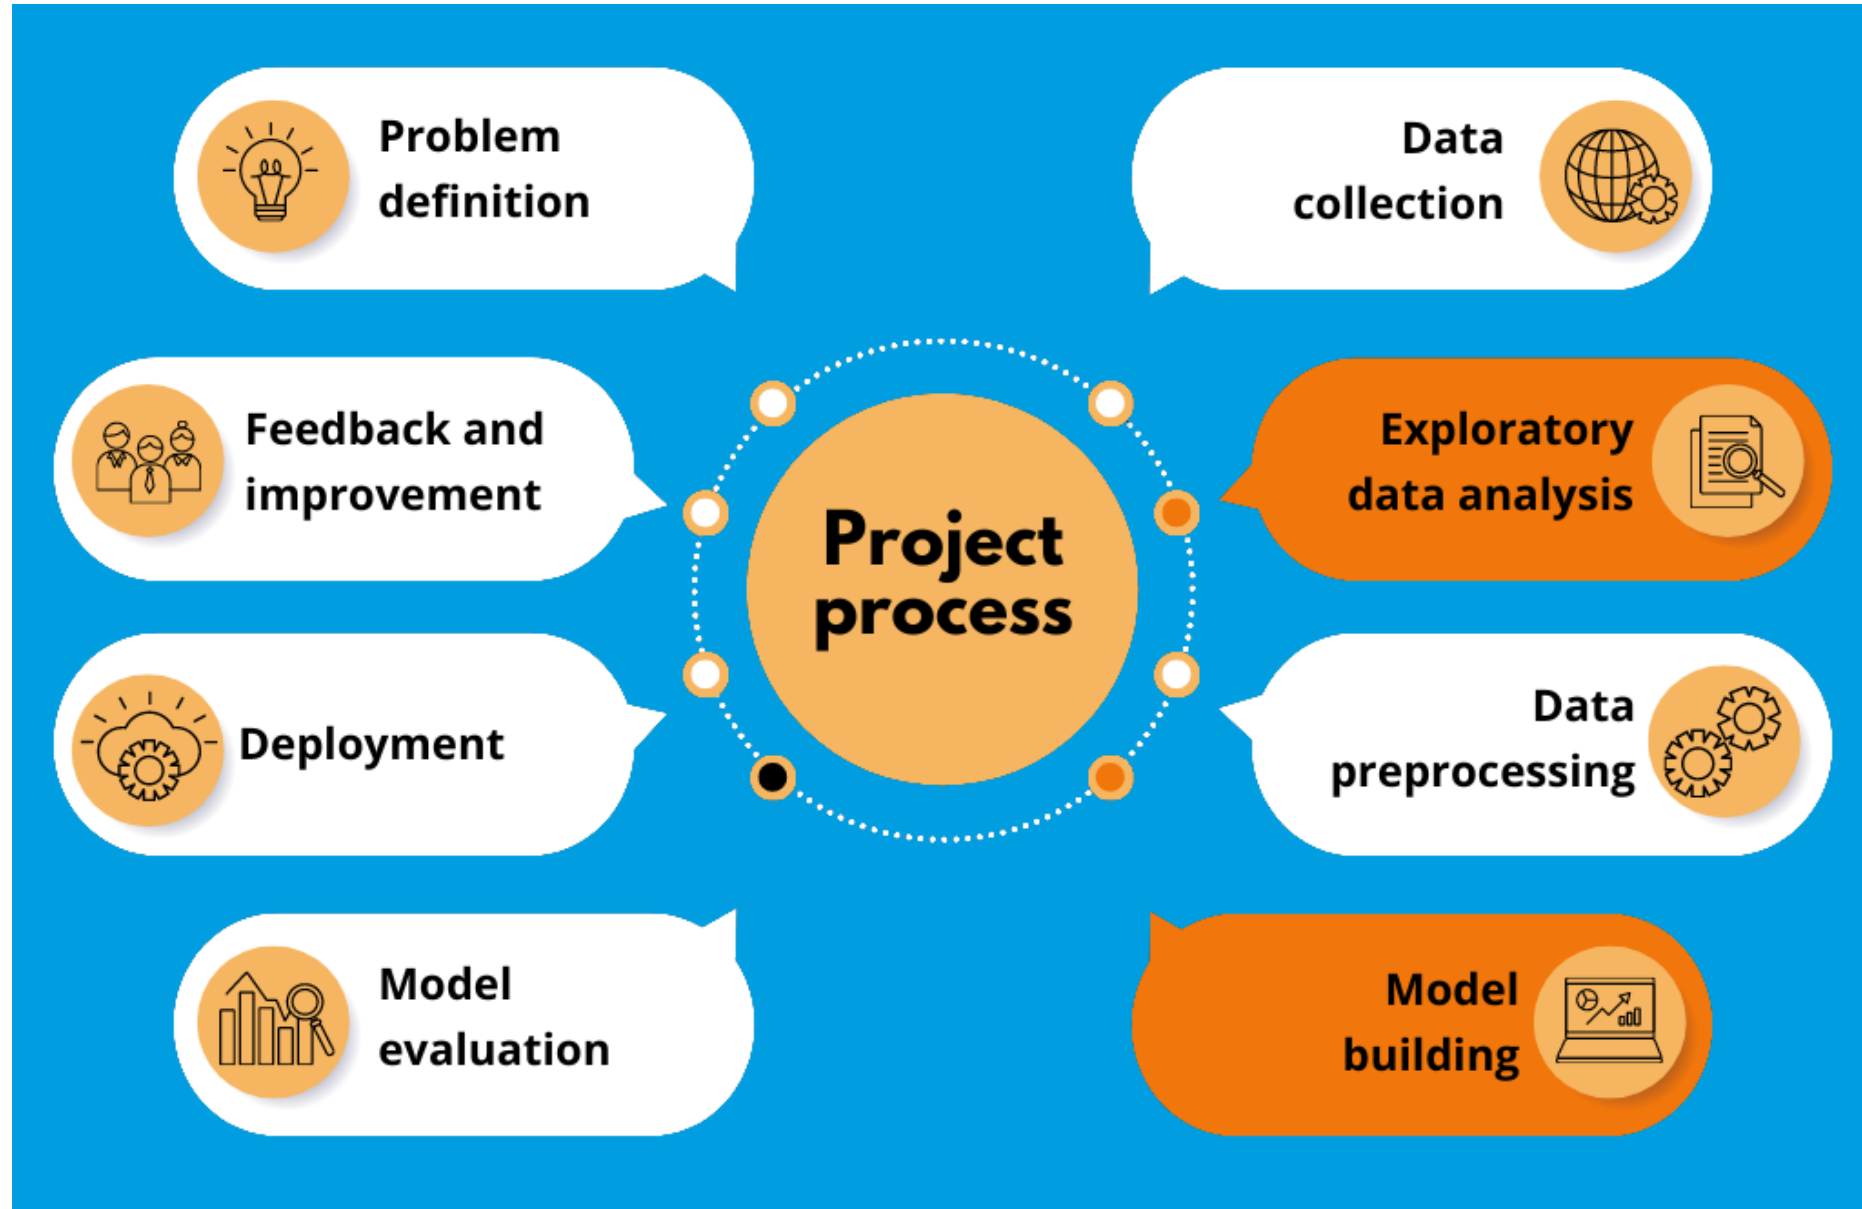 Problem
definition
Data
collection
Feedback and
improvement
Exploratory
data analysis
Project
process
Deployment
Data
preprocessing
Model
evaluation
Model
building